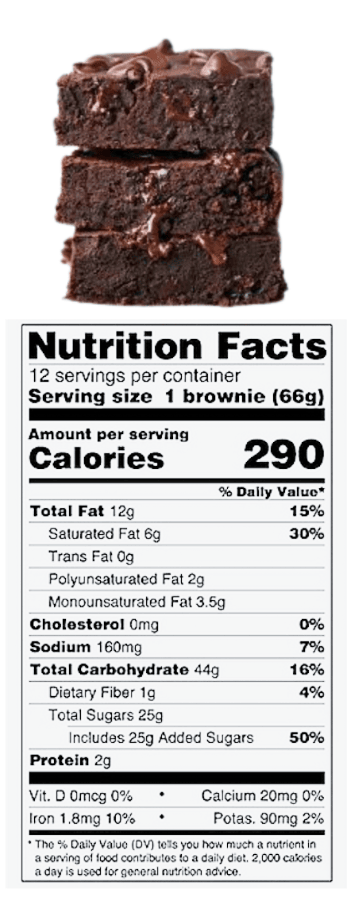 Nutrition Facts
12 servings per container
Serving size 1 brownie (66g)
Amount per serving
Calories 290
% Daily Value*
Total Fat 12g 15%
Saturated Fat 6g 30%
Trans Fat 0g
Polyunsaturated Fat 2g
Monounsaturated Fat 3.5g
Cholesterol 0mg 0%
Sodium 160mg 7%
Total Carbohydrate 44g 16%
Dietary Fiber 1g 4%
Total Sugars 25g
Includes 25g Added Sugars 50%
Protein 2g
Vit. D 0mcg 0% • Calcium 20mg 0%
Iron 1.8mg 10% • Potas. 90mg 2%
* The % Daily Value (DV) tells you how much a nutrient in
a serving of food contributes to a daily diet. 2,000 calories
a day is used for general nutrition advice.